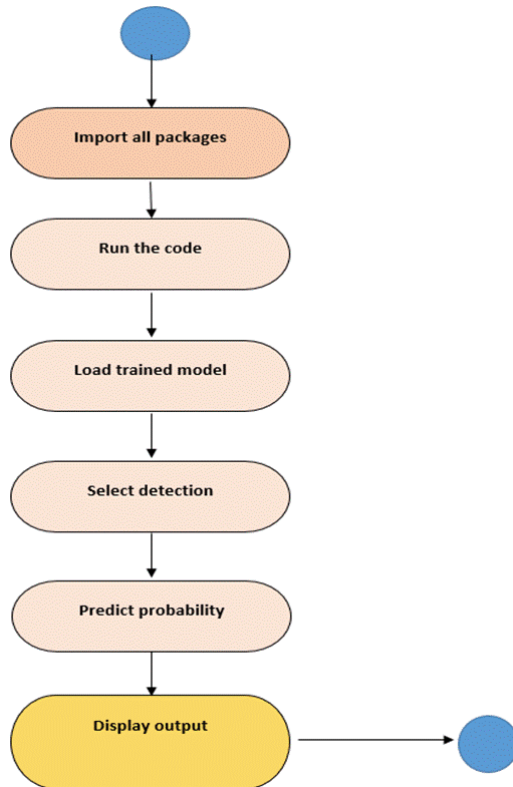 Import all packages
Run the code
Load trained model
Select detection
Predict probability
Display output